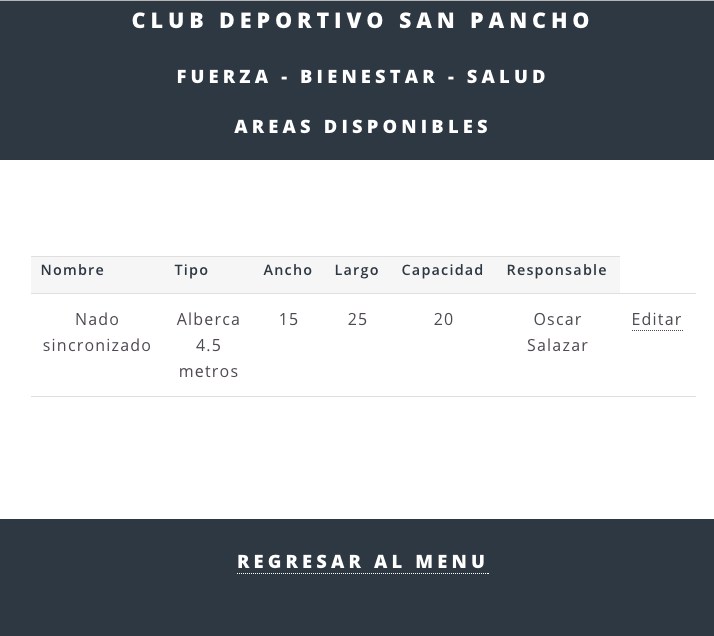 CLUB DEPORTIVO SAN PANCHO
FUERZA - BIENESTAR - SALUD
AREAS DISPONIBLES
Nombre Tipo Ancho Largo Capacidad Responsable
Nado Alberca 15 25 20 Oscar Editar
sincronizado 4.5 Salazar
metros
REGRESAR AL MENU